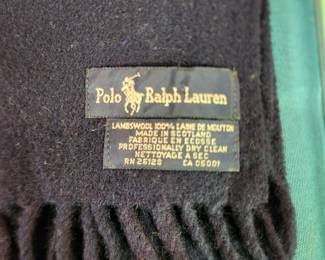 Polo Ralph Lauren
LAMBSWOOL 100% LAINE DE MOUTON
MADE IN SCOTLAND
FABRIQUE EN ECOSSE
PROFESSIONALLY DRY CLEAN
NETTOYAGE A SEC
RN 26128 CA 05001